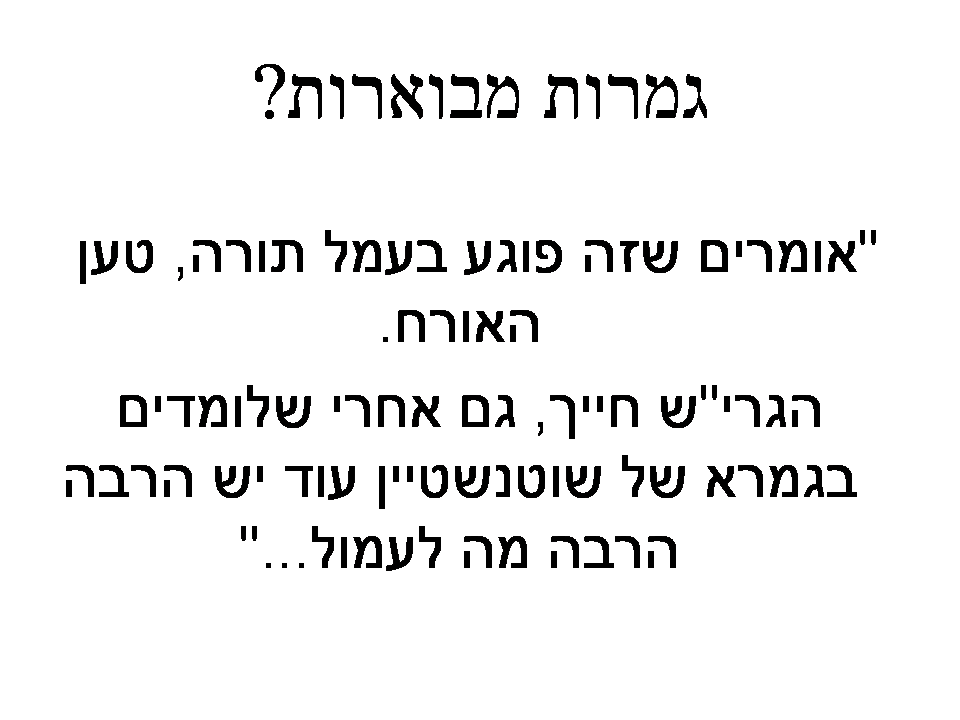 גמרות מבוארות?
"אומרים שזה פוגע בעמל תורה, טען
האורח.
הגרי"ש חייך, גם אחרי שלומדים
בגמרא של שוטנשטיין עוד יש הרבה
הרבה מה לעמול..."